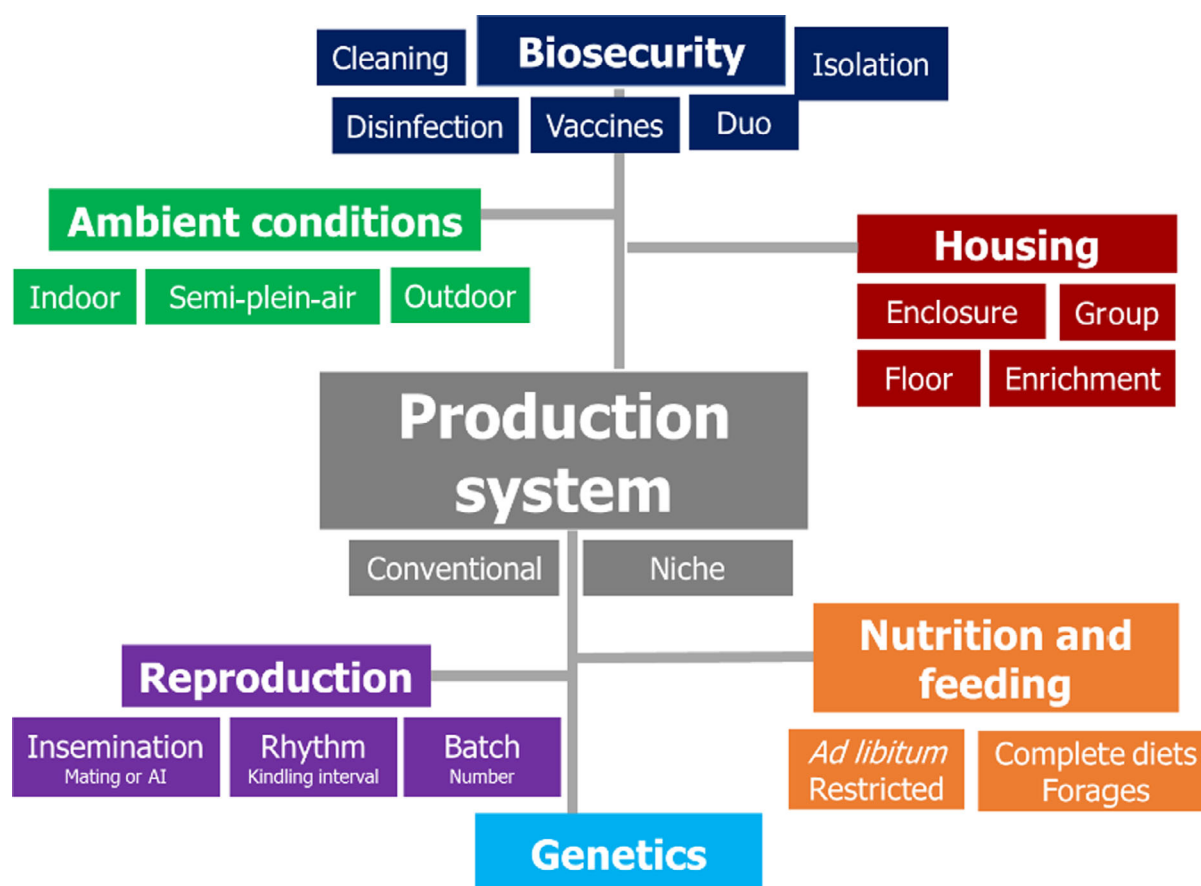 Biosecurity
Cleaning
Isolation
Disinfection
Vaccines
Duo
Ambient conditions
Indoor
Semi-plein-air
Outdoor
Housing
Enclosure
Group
Floor
Enrichment
Production
system
Conventional
Niche
Reproduction
Insemination
Mating or AI
Rhythm
Kindling interval
Batch
Number
Nutrition and
feeding
Ad libitum
Restricted
Complete diets
Forages
Genetics